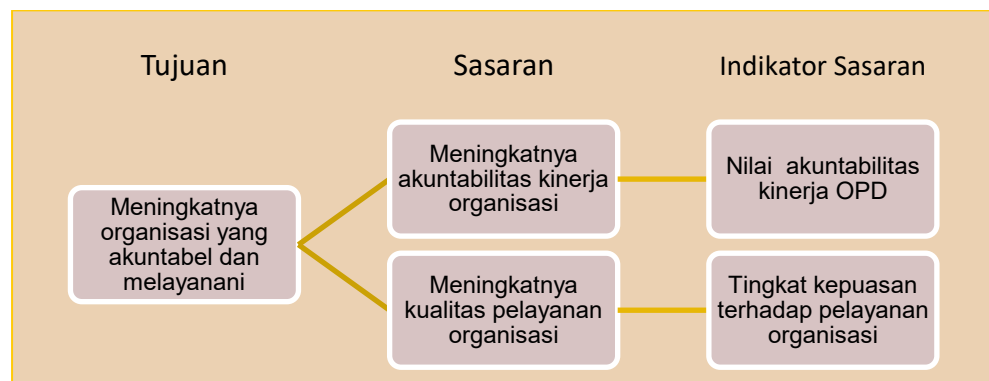 Tujuan
Sasaran
Indikator Sasaran
Meningkatnya
organisasi yang
akuntabel dan
melayanani
Meningkatnya
akuntabilitas kinerja
organisasi
Nilai akuntabilitas
kinerja OPD
Meningkatnya
kualitas pelayanan
organisasi
Tingkat kepuasan
terhadap pelayanan
organisasi